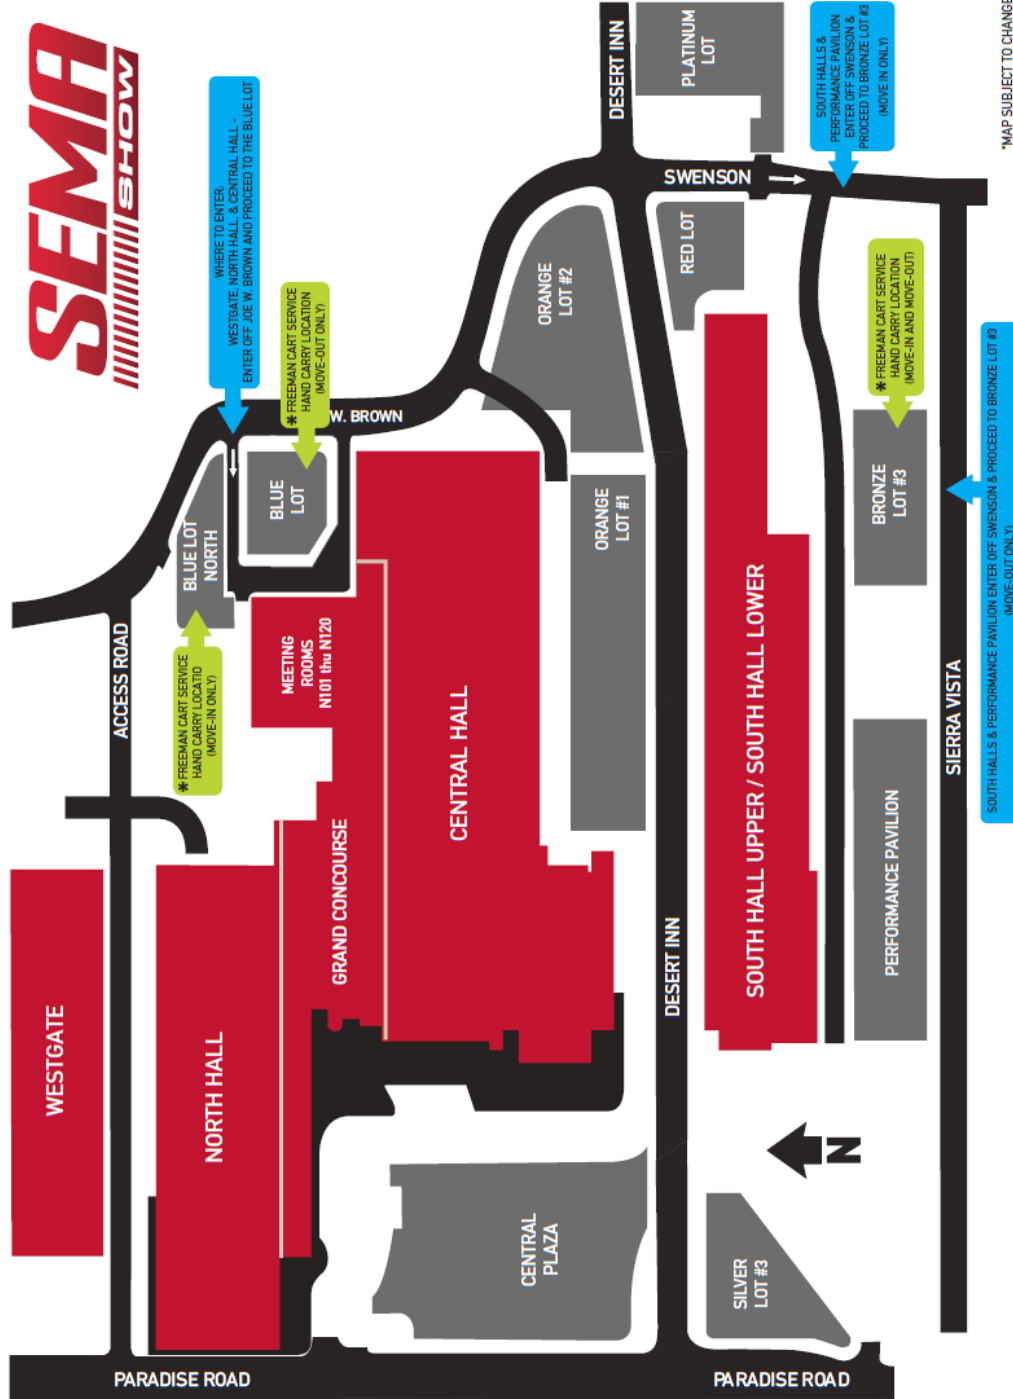 SEMA
SHOW
WHERE TO ENTER:
WESTGATE, NORTH HALL, & CENTRAL HALL -
ENTER OFF JOE W. BROWN AND PROCEED TO THE BLUE LOT
* FREEMAN CART SERVICE
HAND CARRY LOCATION
(MOVE-OUT ONLY)
W. BROWN
DESERT INN
PLATINUM
LOT
SOUTH HALLS &
PERFORMANCE PAVILION
ENTER OFF SWENSON &
PROCEED TO BRONZE LOT #3
(MOVE IN ONLY)
*MAP SUBJECT TO CHANGE
SWENSON
RED LOT
ORANGE
LOT #2
* FREEMAN CART SERVICE
HAND CARRY LOCATION
(MOVE-IN AND MOVE-OUT)
BLUE LOT
NORTH
BLUE
LOT
ORANGE
LOT #1
BRONZE
LOT #3
SOUTH HALLS & PERFORMANCE PAVILION ENTER OFF SWENSON & PROCEED TO BRONZE LOT #3
(MOVE-OUT ONLY)
ACCESS ROAD
* FREEMAN CART SERVICE
HAND CARRY LOCATIO
(MOVE-IN ONLY)
MEETING
ROOMS
N101 thru N120
CENTRAL HALL
SOUTH HALL UPPER / SOUTH HALL LOWER
SIERRA VISTA
GRAND CONCOURSE
PERFORMANCE PAVILION
WESTGATE
NORTH HALL
DESERT INN
N
CENTRAL
PLAZA
SILVER
LOT #3
PARADISE ROAD
PARADISE ROAD